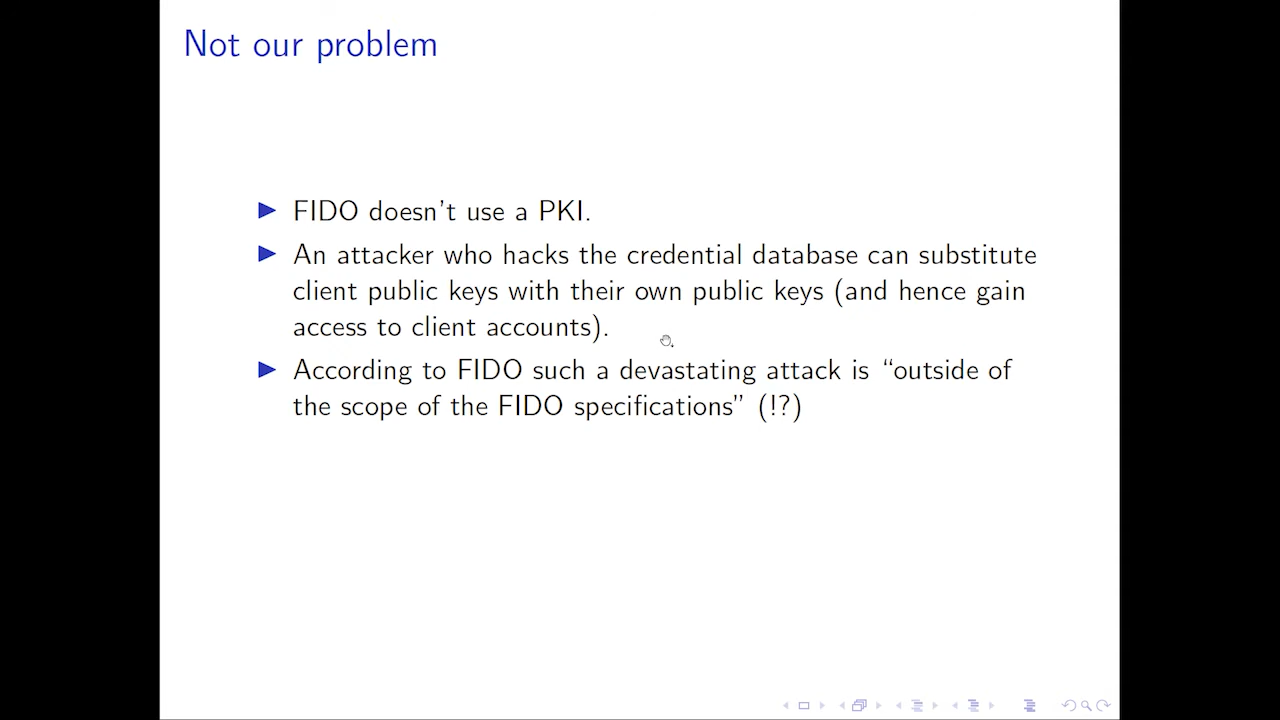 Not our problem
FIDO doesn't use a PKI.
An attacker who hacks the credential database can substitute
client public keys with their own public keys (and hence gain
access to client accounts).
According to FIDO such a devastating attack is “outside of
the scope of the FIDO specifications” (!?)